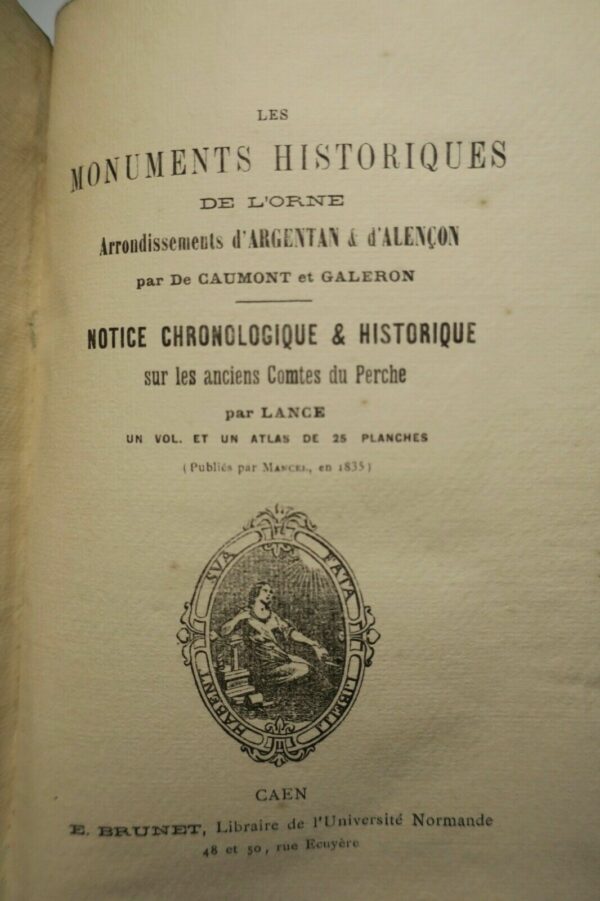 LES
MONUMENTS HISTORIQUES
DE L'ORNE
Arrondissements d'ARGENTAN & d'ALENÇON
par De CAUMONT et GALERON
NOTICE CHRONOLOGIQUE & HISTORIQUE
sur les anciens Comtes du Perche
par LANCE
UN VOL. ET UN ATLAS DE 25 PLANCHES
(Publiés par MANCEL, en 1835)
HABENT SUA FATA LIBELLI
CAEN
E. BRUNET, Libraire de l'Université Normande
48 et 50, rue Ecuyère